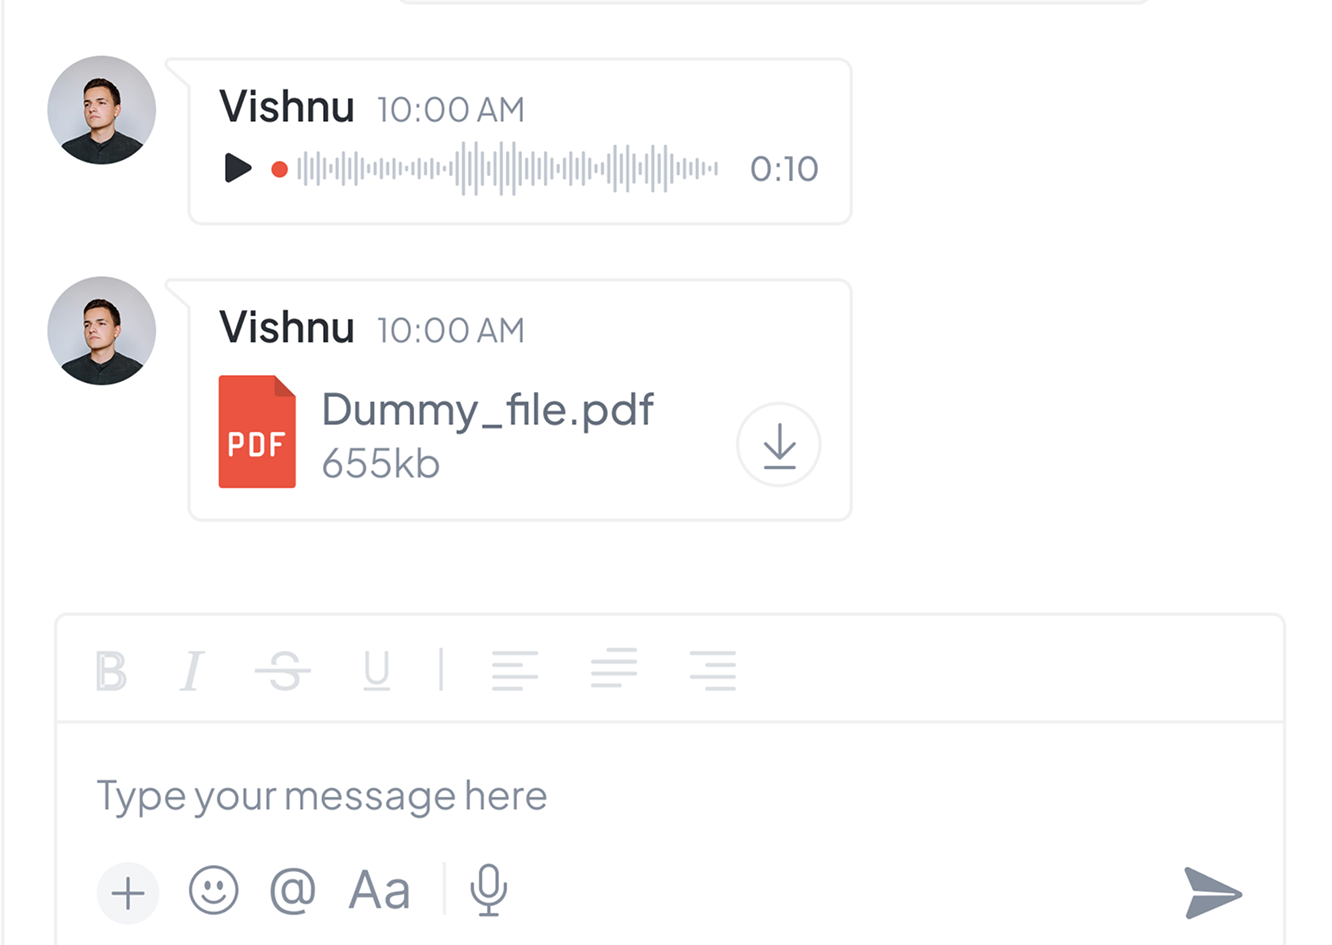 Vishnu 10:00 AM
0:10
Vishnu 10:00 AM
PDF
Dummy_file.pdf
655kb
B I S U
Type your message here
@ Aa